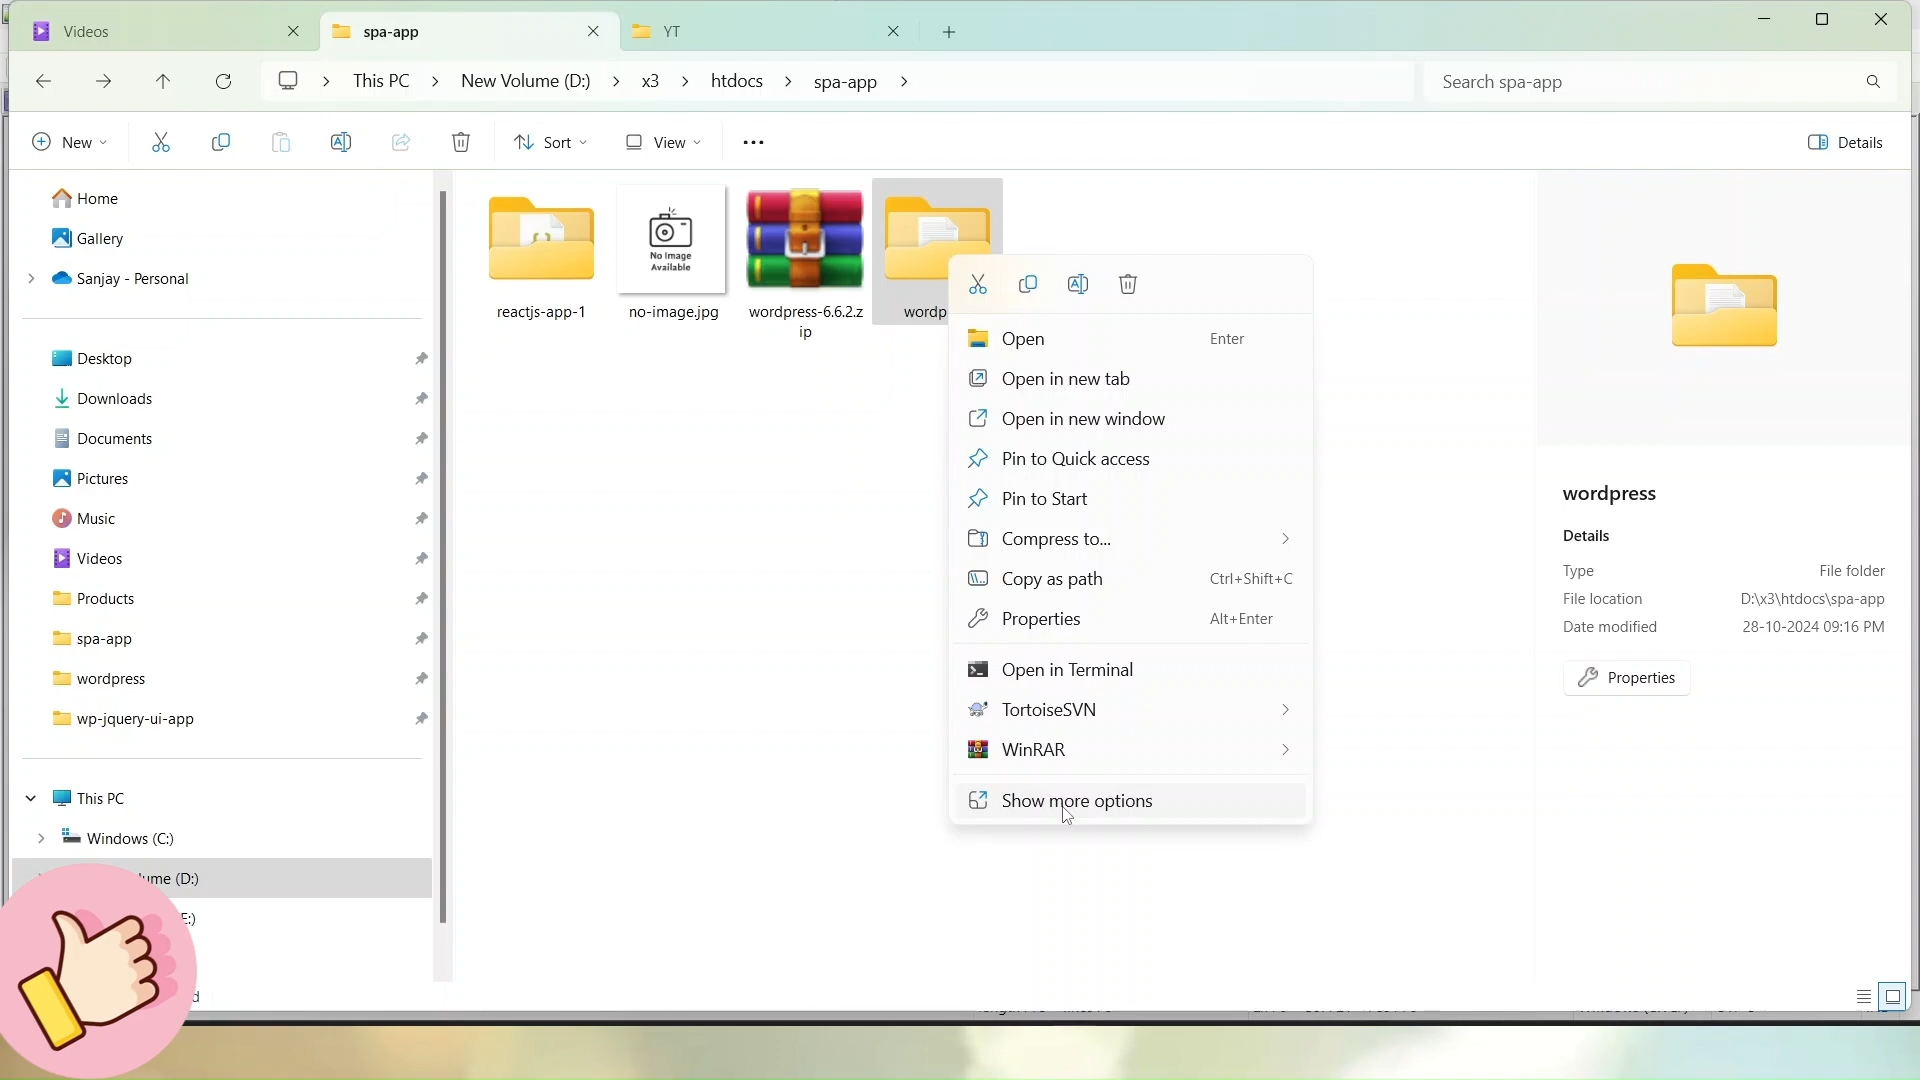 Videos
spa-app
YT
This PC
New Volume (D:)
x3
htdocs
spa-app
Search spa-app
New
Sort
View
Details
Home
Gallery
Sanjay - Personal
Desktop
Downloads
Documents
Pictures
Music
Videos
Products
spa-app
wordpress
wp-jquery-ui-app
This PC
Windows (C:)
ume (D:)
E:)
d
No Image
Available
reactjs-app-1
no-image.jpg
wordpress-6.6.2.z
ip
wordp
Open Enter
Open in new tab
Open in new window
Pin to Quick access
Pin to Start
Compress to...
Copy as path Ctrl+Shift+C
Properties Alt+Enter
Open in Terminal
TortoiseSVN
WinRAR
Show more options
wordpress
Details
Type File folder
File location D:\x3\htdocs\spa-app
Date modified 28-10-2024 09:16 PM
Properties